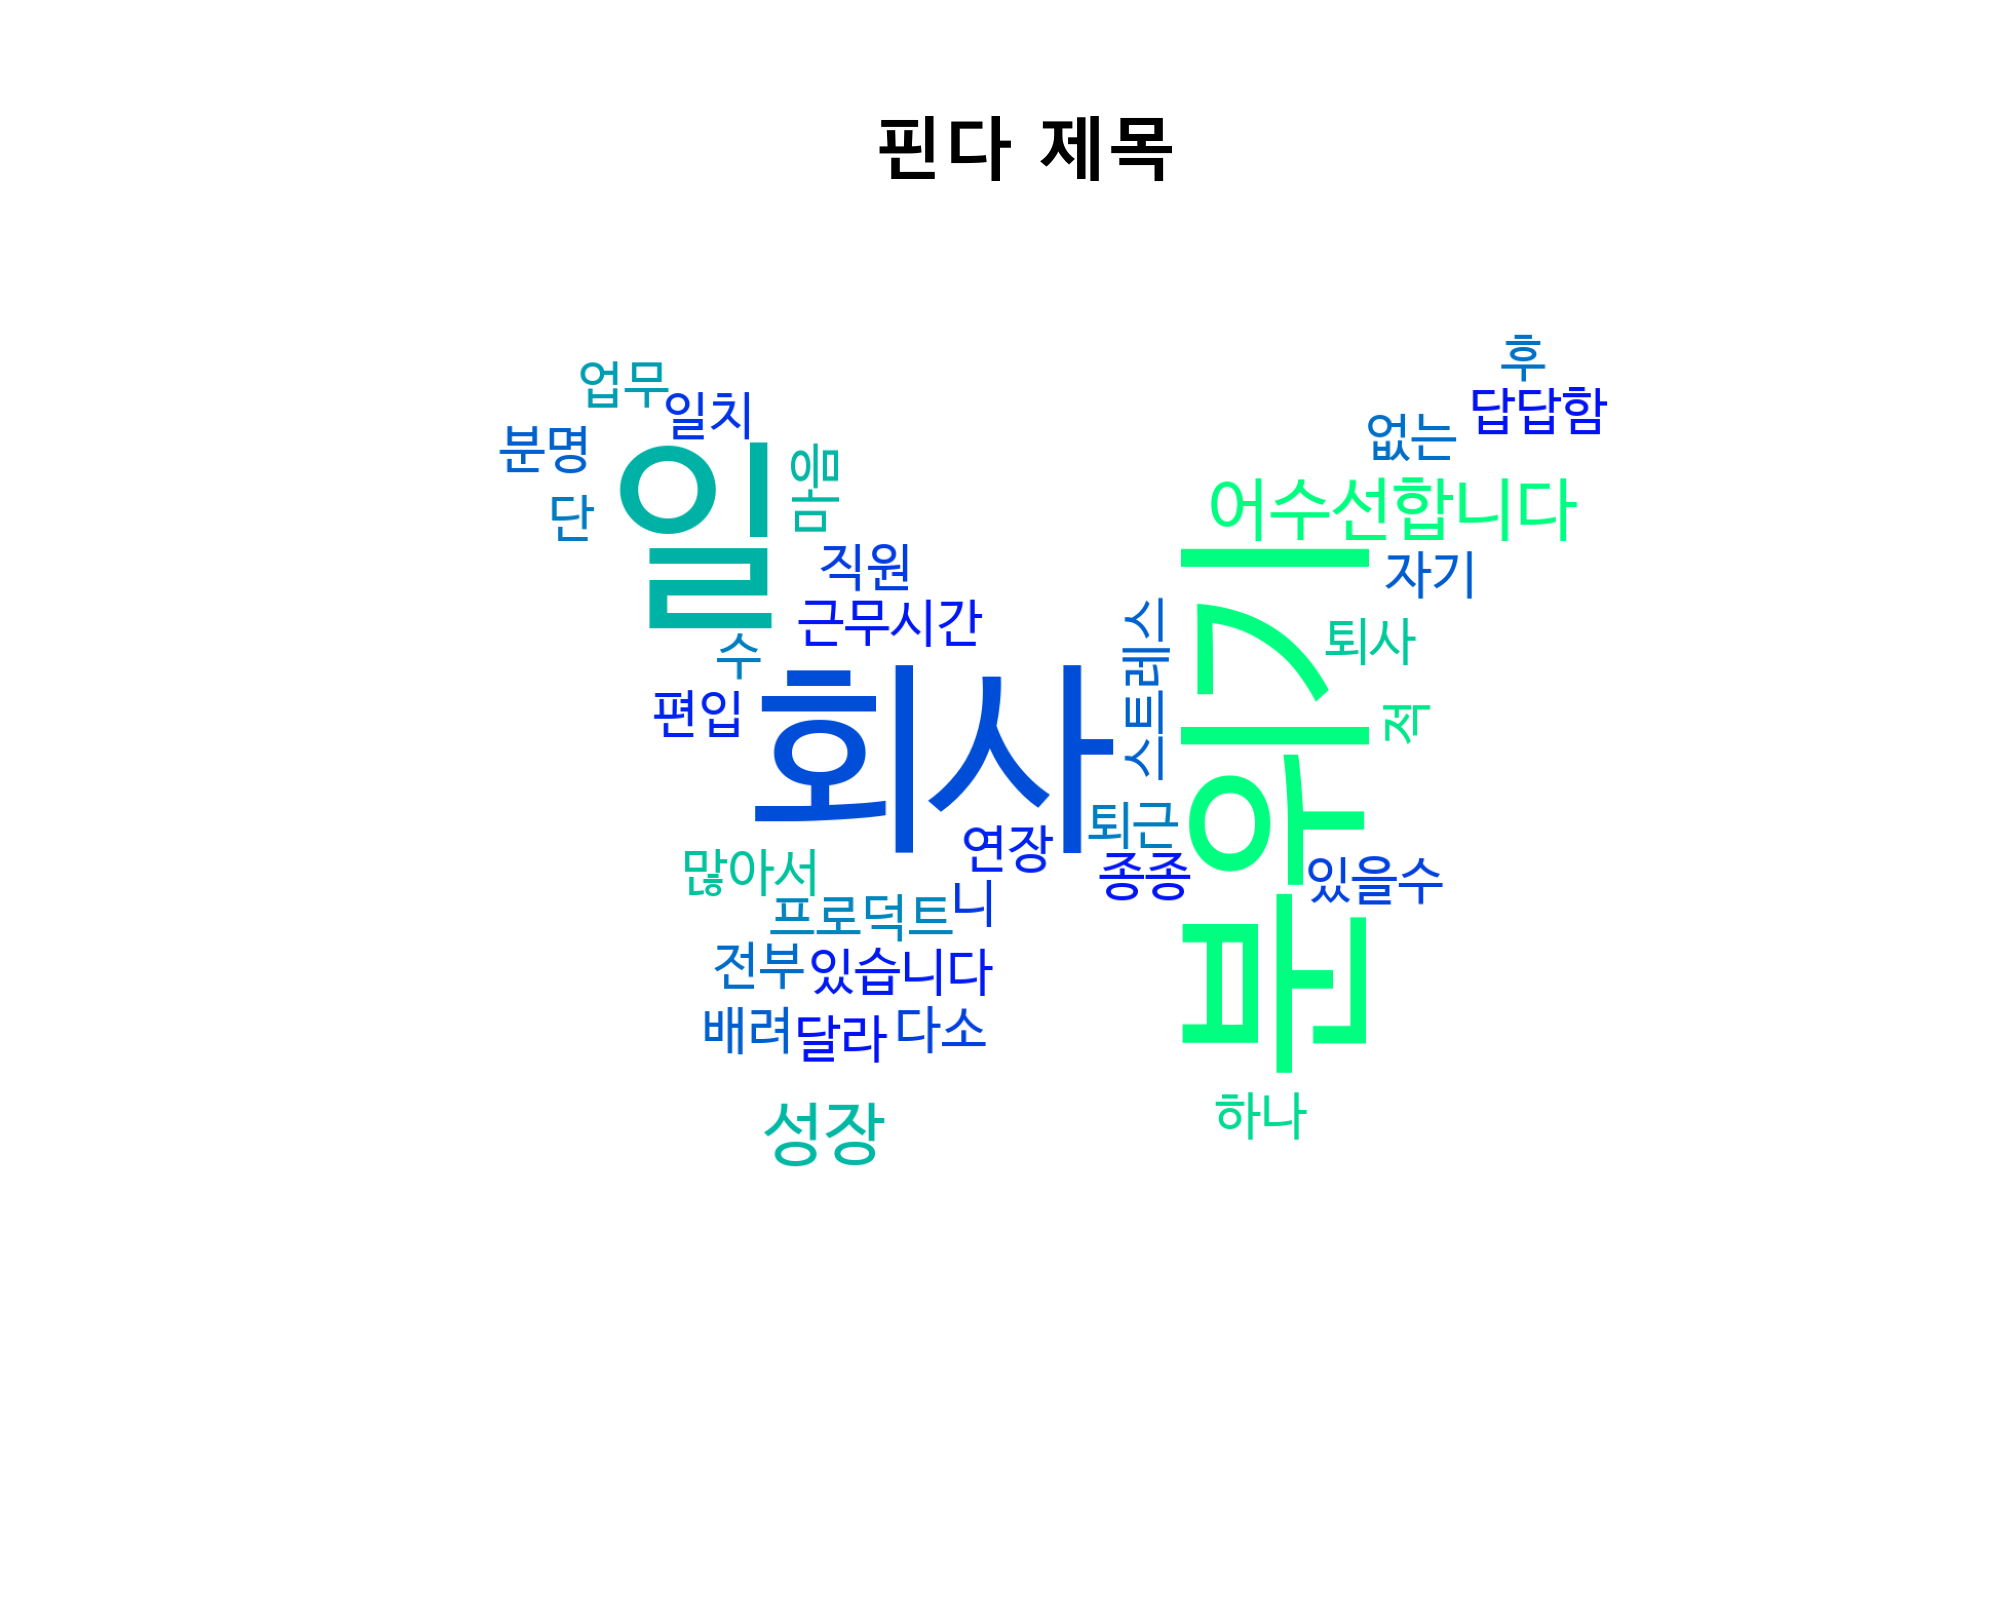 핀다 제목
후
업무
일치
답답함
없는
분명
몸
단
일
어수선합니다
직원
자기
근무시간
스트레스
퇴사
수
편입
회사
적
분위기
퇴근
연장
종종
많아서
있을수
니
프로덕트
전부
있습니다
배려
달라
다소
하나
성장